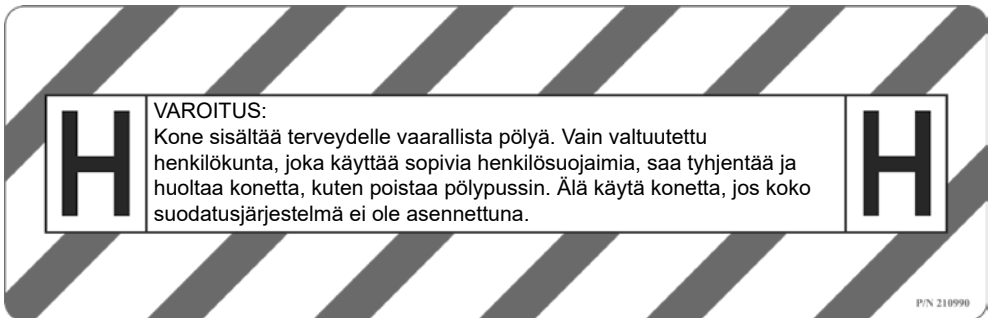 H
VAROITUS:
Kone sisältää terveydelle vaarallista pölyä. Vain valtuutettu
henkilökunta, joka käyttää sopivia henkilösuojaimia, saa tyhjentää ja
huoltaa konetta, kuten poistaa pölypussin. Älä käytä konetta, jos koko
suodatusjärjestelmä ei ole asennettuna.
H
P/N 210990